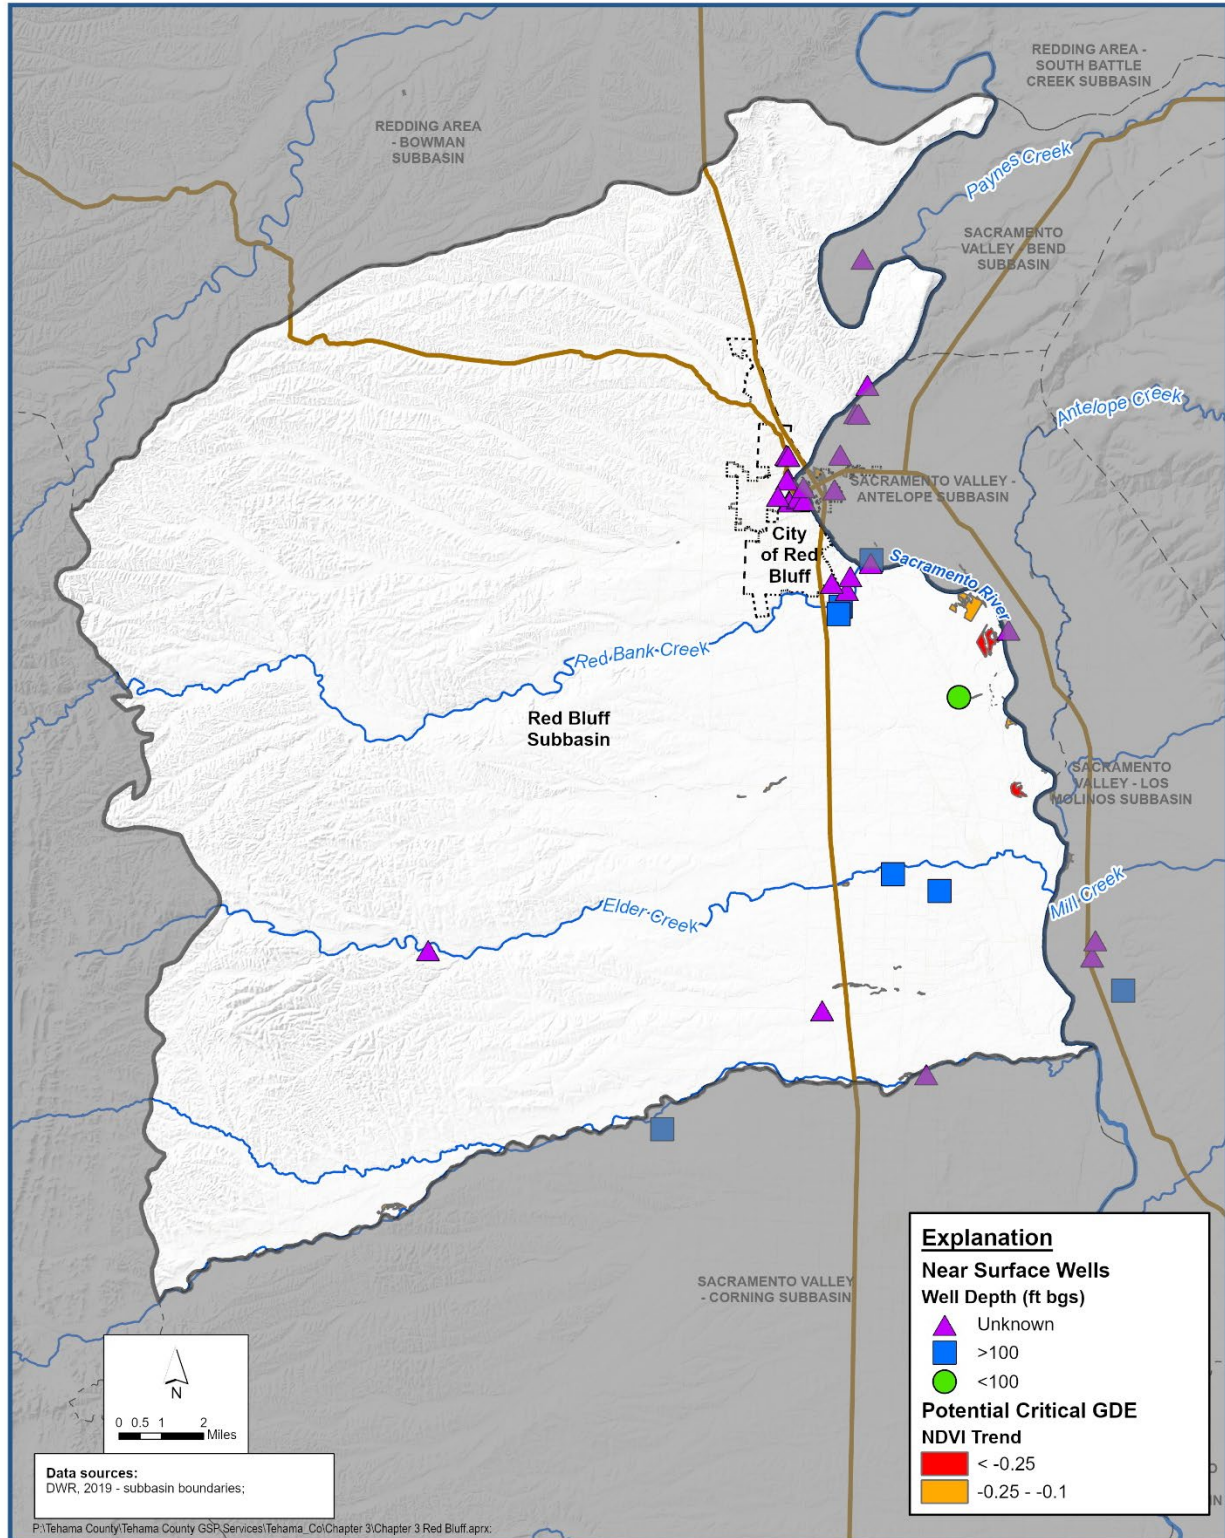 REDDING AREA -
SOUTH BATTLE
CREEK SUBBASIN
REDDING AREA
- BOWMAN
SUBBASIN
Paynes Creek
SACRAMENTO
VALLEY - BEND
SUBBASIN
Antelope Creek
SACRAMENTO VALLEY -
ANTELOPE SUBBASIN
City
of Red
Bluff
Sacramento River
Red Bank Creek
Red Bluff
Subbasin
SACRAMENTO
VALLEY - LOS
MOLINOS SUBBASIN
Mill Creek
Elder Creek
SACRAMENTO VALLEY
- CORNING SUBBASIN
Explanation
Near Surface Wells
Well Depth (ft bgs)
Unknown
>100
<100
Potential Critical GDE
NDVI Trend
< -0.25
-0.25 - -0.1
N
0 0.5 1 2
Miles
Data sources:
DWR, 2019 - subbasin boundaries;
P:\Tehama County\Tehama County GSP Services\Tehama_Co\Chapter 3\Chapter 3 Red Bluff.aprx: